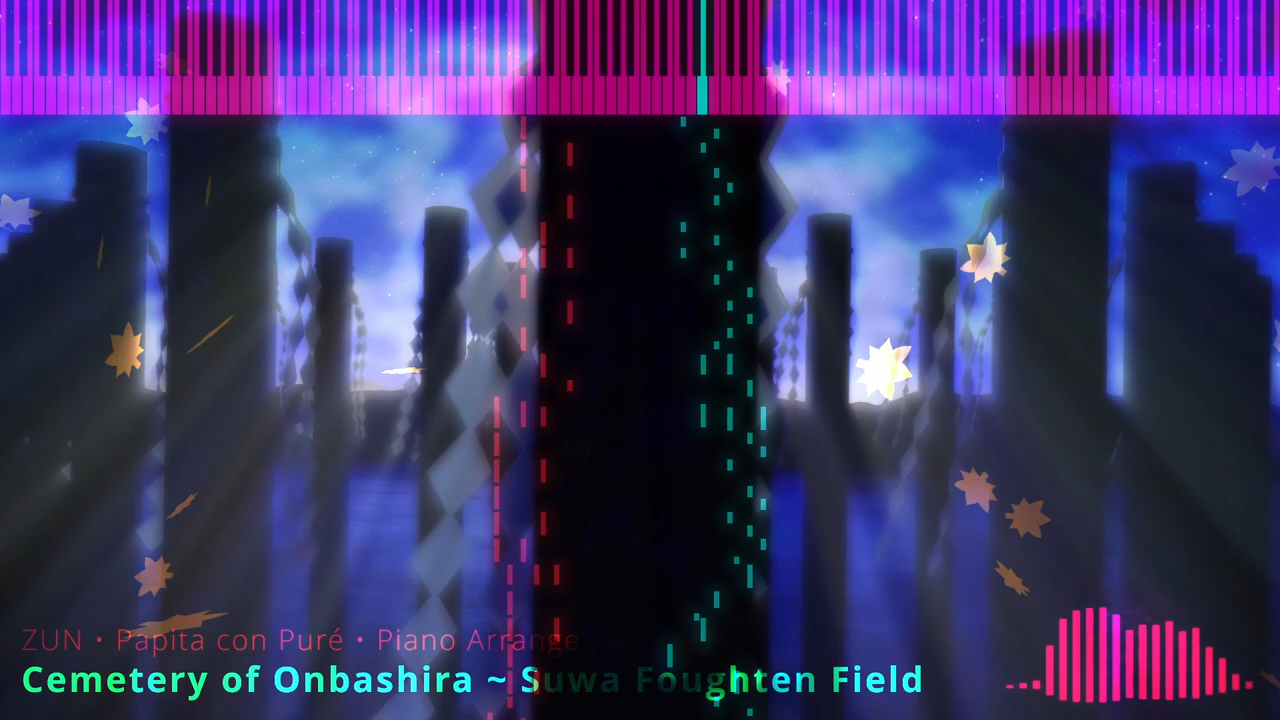 ZUN • Papita con Puré • Piano Arrange
Cemetery of Onbashira ~ Suwa Foughten Field